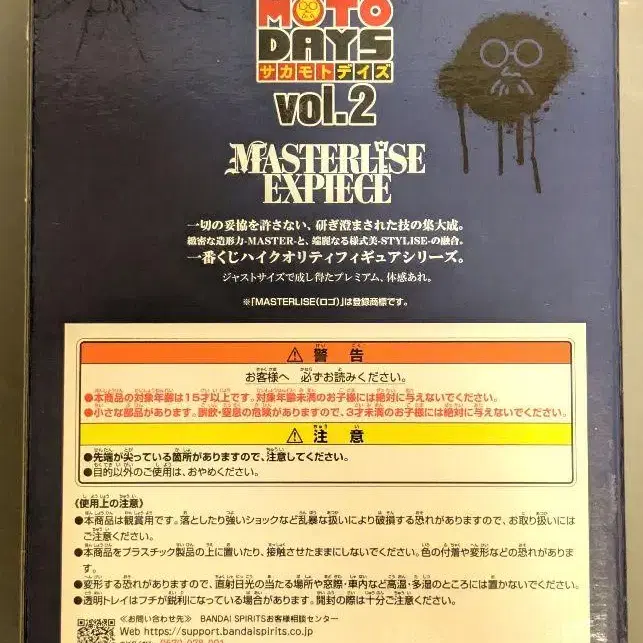 MOTO
DAYS
サカモトデイズ
vol.2
MASTERLISE
EXPIECE
一切の妥協を許さない、研ぎ澄まされた技の集大成。
緻密な造形力-MASTER-と、端麗なる様式美-STYLISE-の融合。
一番くじハイクオリティフィギュアシリーズ。
ジャストサイズで成し得たプレミアム、体感あれ。
※「MASTERLISE(ロゴ)」は登録商標です。
⚠ 警告
お客様へ 必ずお読みください。
●本商品の対象年齢は15才以上です。対象年齢未満のお子様には絶対に与えないでください。
●小さな部品があります。誤飲・窒息の危険がありますので、3才未満のお子様には絶対に与えないでください。
⚠ 注意
●先端が尖っている箇所がありますので、注意してください。
●目的以外のご使用は、おやめください。
《使用上の注意》
●本商品は観賞用です。落としたり強いショックなど乱暴な扱いにより破損する恐れがありますので、お取り扱いには
ご注意ください。
●本商品をプラスチック製品の上に置いたり、接触させたままにしないでください。色の付着や変形などの恐れがありま
す。
●変形する恐れがありますので、直射日光の当たる場所や窓際・車内など高温・多湿のところには置かないでください。
●透明トレイはフチが鋭利になっている場合があります。開封の際は十分ご注意ください。
≪お問い合わせ先≫ BANDAI SPIRITSお客様相談センター
Web https://support.bandaispirits.co.jp/